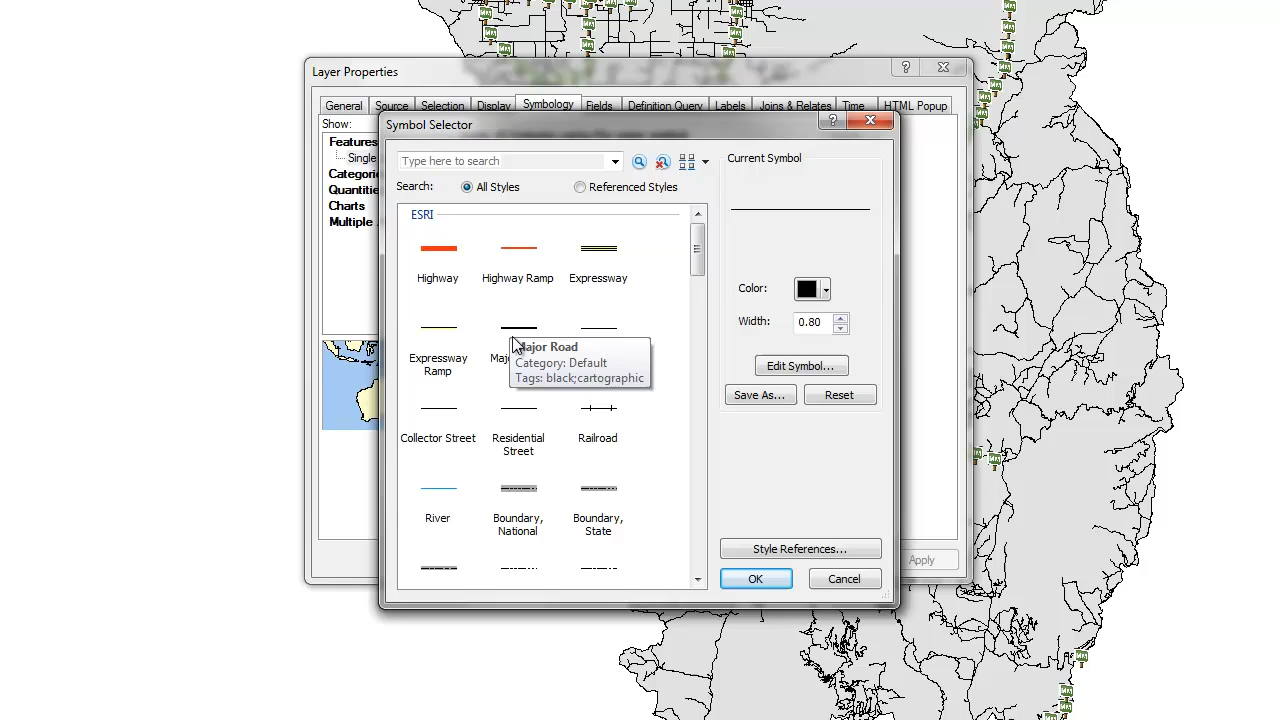 Layer Properties
General Source Selection Display Symbology Fields Definition Query Labels Joins & Relates Time HTML Popup
Show:
Features
Single
Quantitie
Charts
Multiple
Symbol Selector
Type here to search
Search: All Styles Referenced Styles
ESRI
Highway Highway Ramp Expressway
Expressway
Ramp
Major Road
Category: Default
Tags: black;cartographic
Collector Street Residential
Street Railroad
River Boundary,
National Boundary,
State
Current Symbol
Color:
Width: 0.80
Edit Symbol...
Save As... Reset
Style References...
OK Cancel
Apply